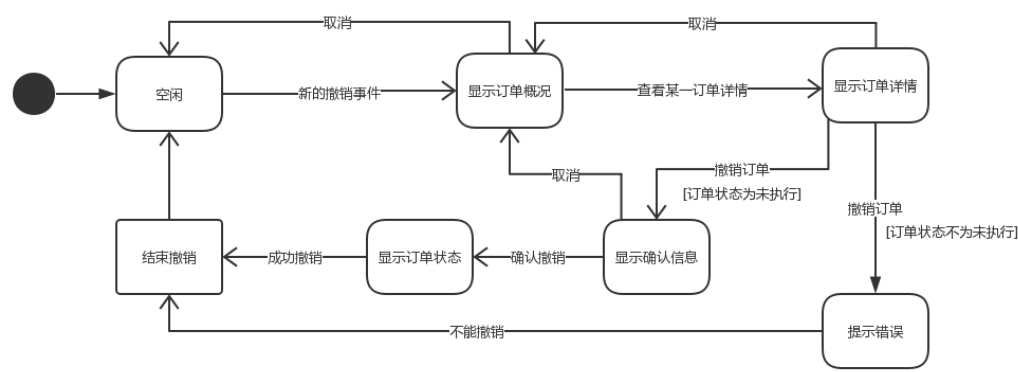 取消
取消
空闲
新的撤销事件
显示订单概况
查看某一订单详情
显示订单详情
取消
撤销订单
[订单状态为未执行]
撤销订单
[订单状态不为未执行]
结束撤销
成功撤销
显示订单状态
确认撤销
显示确认信息
不能撤销
提示错误